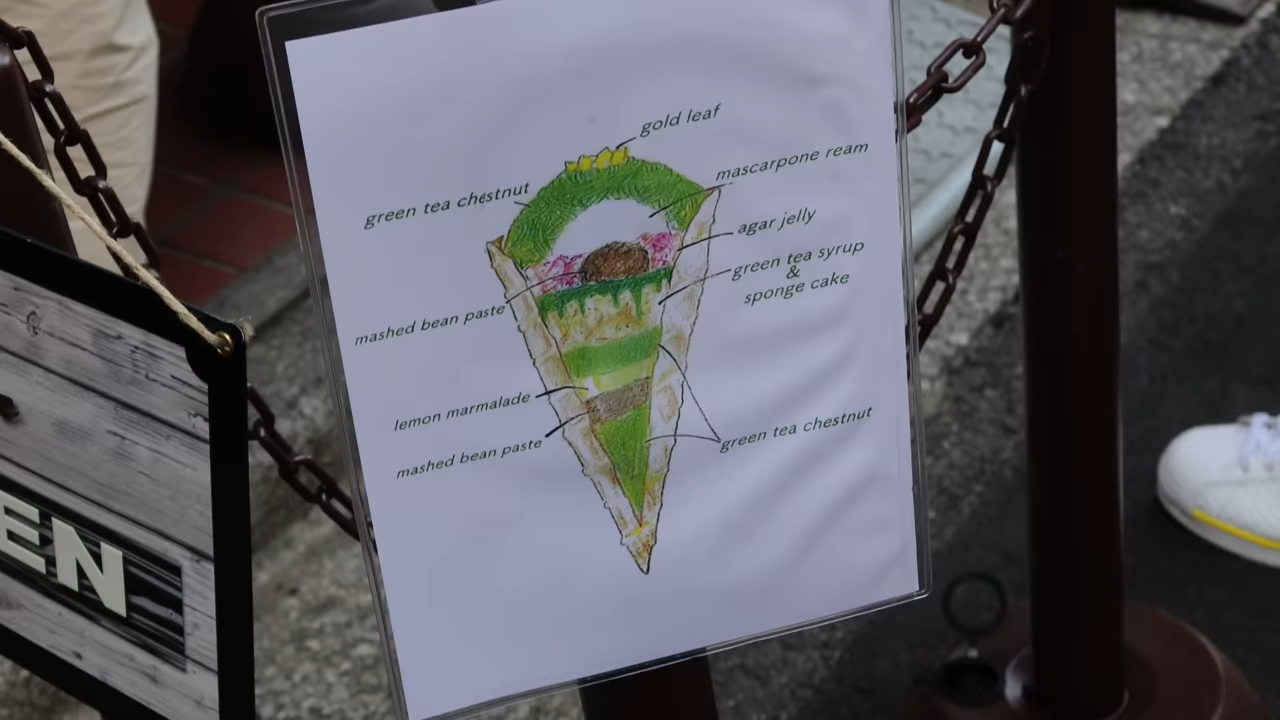 gold leaf
mascarpone ream
green tea chestnut
agar jelly
green tea syrup
&
sponge cake
mashed bean paste
lemon marmalade
mashed bean paste
green tea chestnut
EN